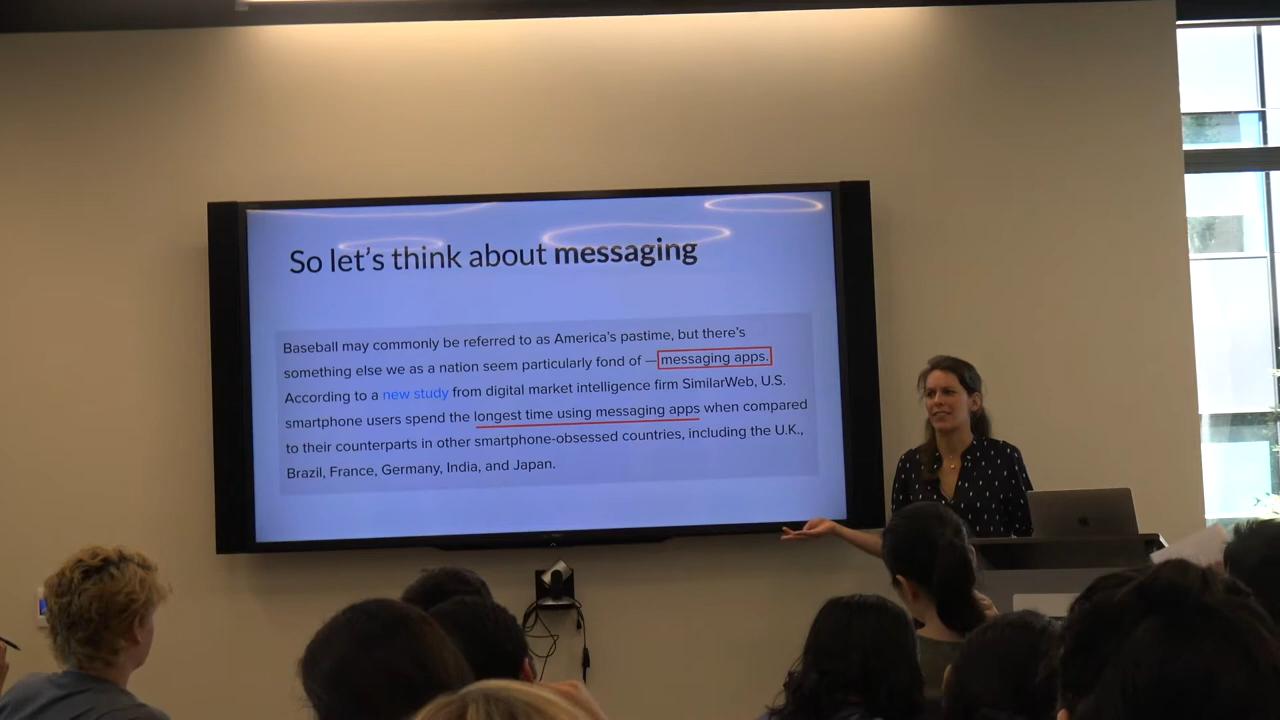 So let's think about messaging
Baseball may commonly be referred to as America's pastime, but there's
something else we as a nation seem particularly fond of — messaging apps.
According to a new study from digital market intelligence firm SimilarWeb, U.S.
smartphone users spend the longest time using messaging apps when compared
to their counterparts in other smartphone-obsessed countries, including the U.K.,
Brazil, France, Germany, India, and Japan.